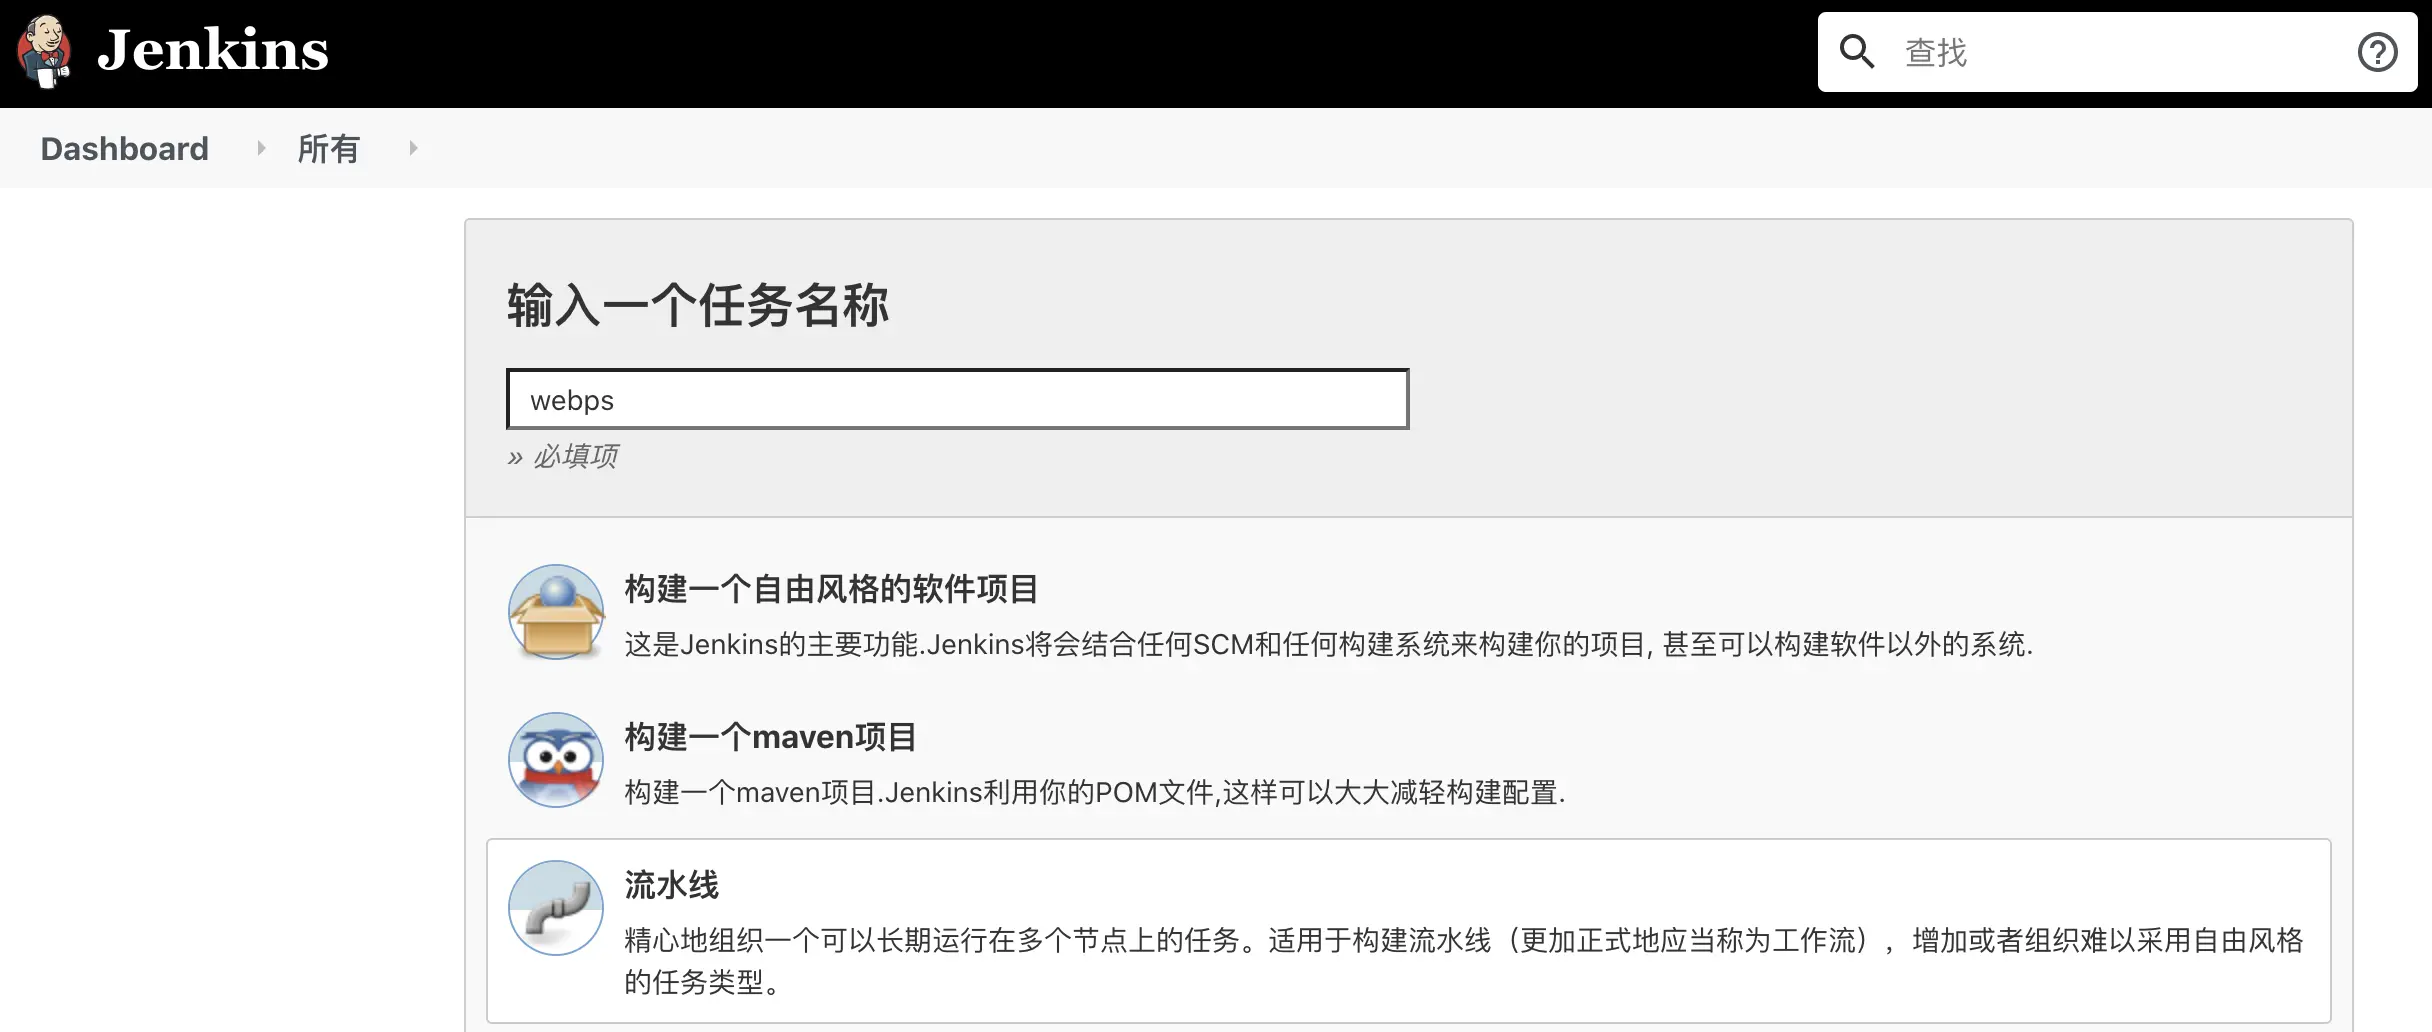 Jenkins
查找
Dashboard
所有
输入一个任务名称
webps
» 必填项
构建一个自由风格的软件项目
这是Jenkins的主要功能.Jenkins将会结合任何SCM和任何构建系统来构建你的项目, 甚至可以构建软件以外的系统.
构建一个maven项目
构建一个maven项目.Jenkins利用你的POM文件,这样可以大大减轻构建配置.
流水线
精心地组织一个可以长期运行在多个节点上的任务。适用于构建流水线（更加正式地应当称为工作流），增加或者组织难以采用自由风格
的任务类型。